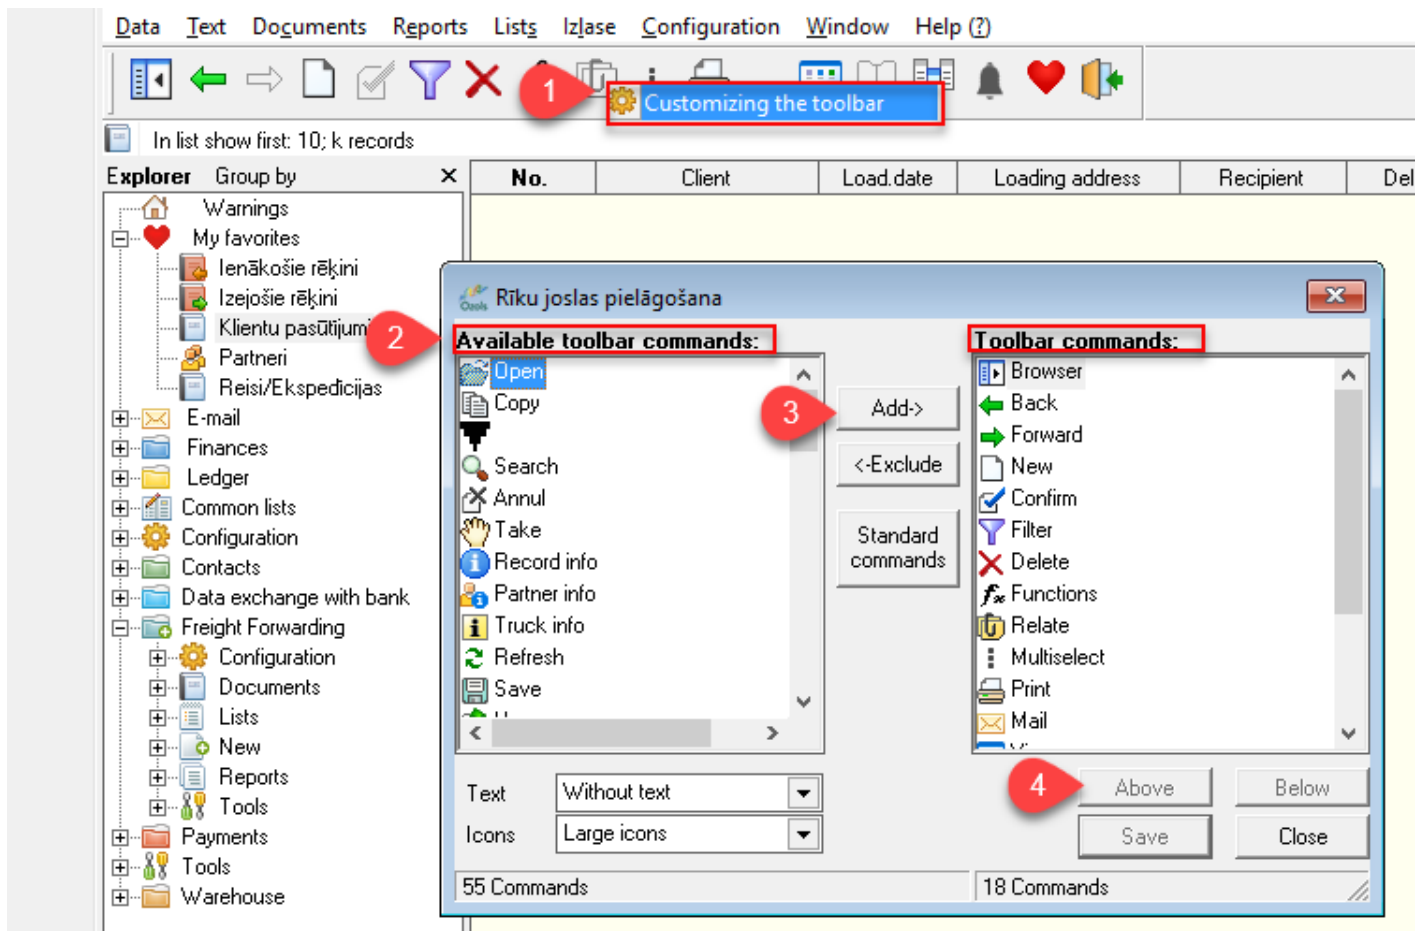 Data Text Documents Reports Lists Izlase Configuration Window Help (?)
1
Customizing the toolbar
In list show first: 10; k records
Explorer Group by
No. Client Load.date Loading address Recipient Del
Warnings
My favorites
Ienākošie rēķini
Izejošie rēķini
Klientu pasūtījumi
Partneri
Reisi/Ekspedīcijas
E-mail
Finances
Ledger
Common lists
Configuration
Contacts
Data exchange with bank
Freight Forwarding
Configuration
Documents
Lists
New
Reports
Tools
Payments
Tools
Warehouse
Ozols
Rīku joslas pielāgošana
2
Available toolbar commands:
Open
Copy
Search
Annul
Take
Record info
Partner info
Truck info
Refresh
Save
3
Add->
<-Exclude
Standard
commands
Toolbar commands:
Browser
Back
Forward
New
Confirm
Filter
Delete
Functions
Relate
Multiselect
Print
Mail
Text Without text
Icons Large icons
4
Above Below
Save Close
55 Commands 18 Commands